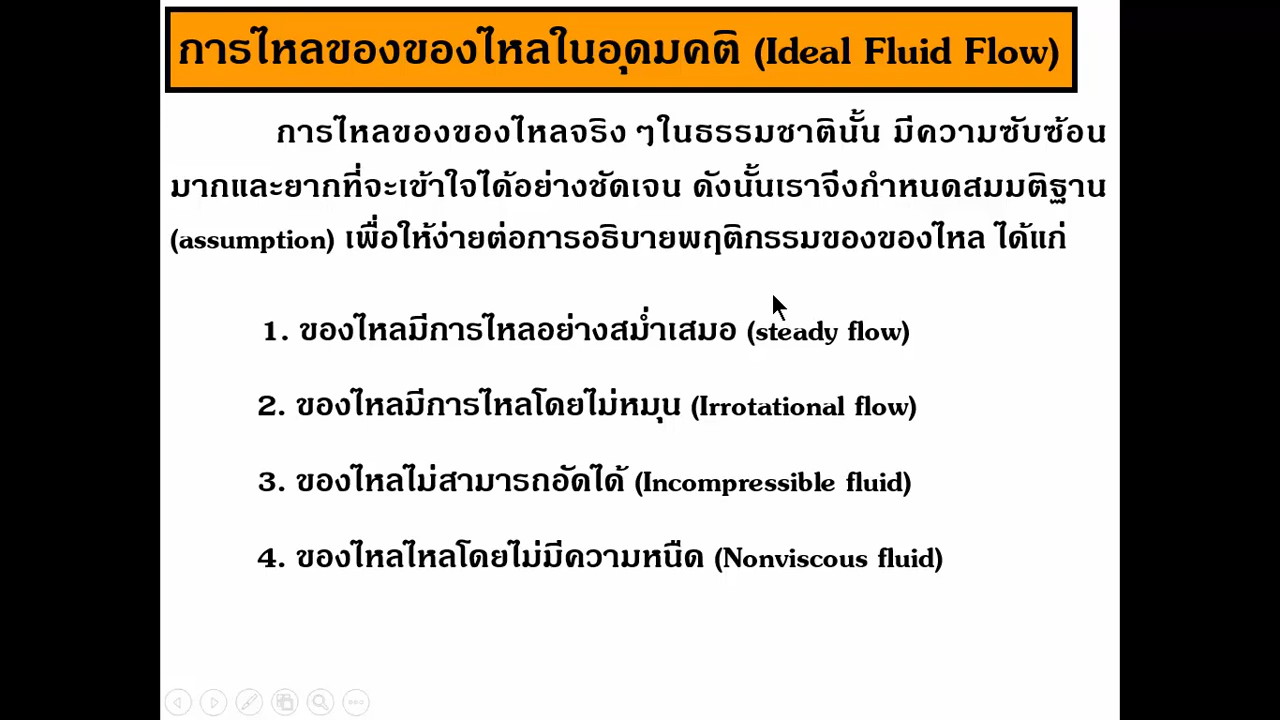 การไหลของของไหลในอุดมคติ (Ideal Fluid Flow)
การไหลของของไหลจริง ๆในธรรมชาตินั้น มีความซับซ้อน
มากและยากที่จะเข้าใจได้อย่างชัดเจน ดังนั้นเราจึงกำหนดสมมติฐาน
(assumption) เพื่อให้ง่ายต่อการอธิบายพฤติกรรมของของไหล ได้แก่
1. ของไหลมีการไหลอย่างสม่ำเสมอ (steady flow)
2. ของไหลมีการไหลโดยไม่หมุน (Irrotational flow)
3. ของไหลไม่สามารถอัดได้ (Incompressible fluid)
4. ของไหลไหลโดยไม่มีความหนืด (Nonviscous fluid)